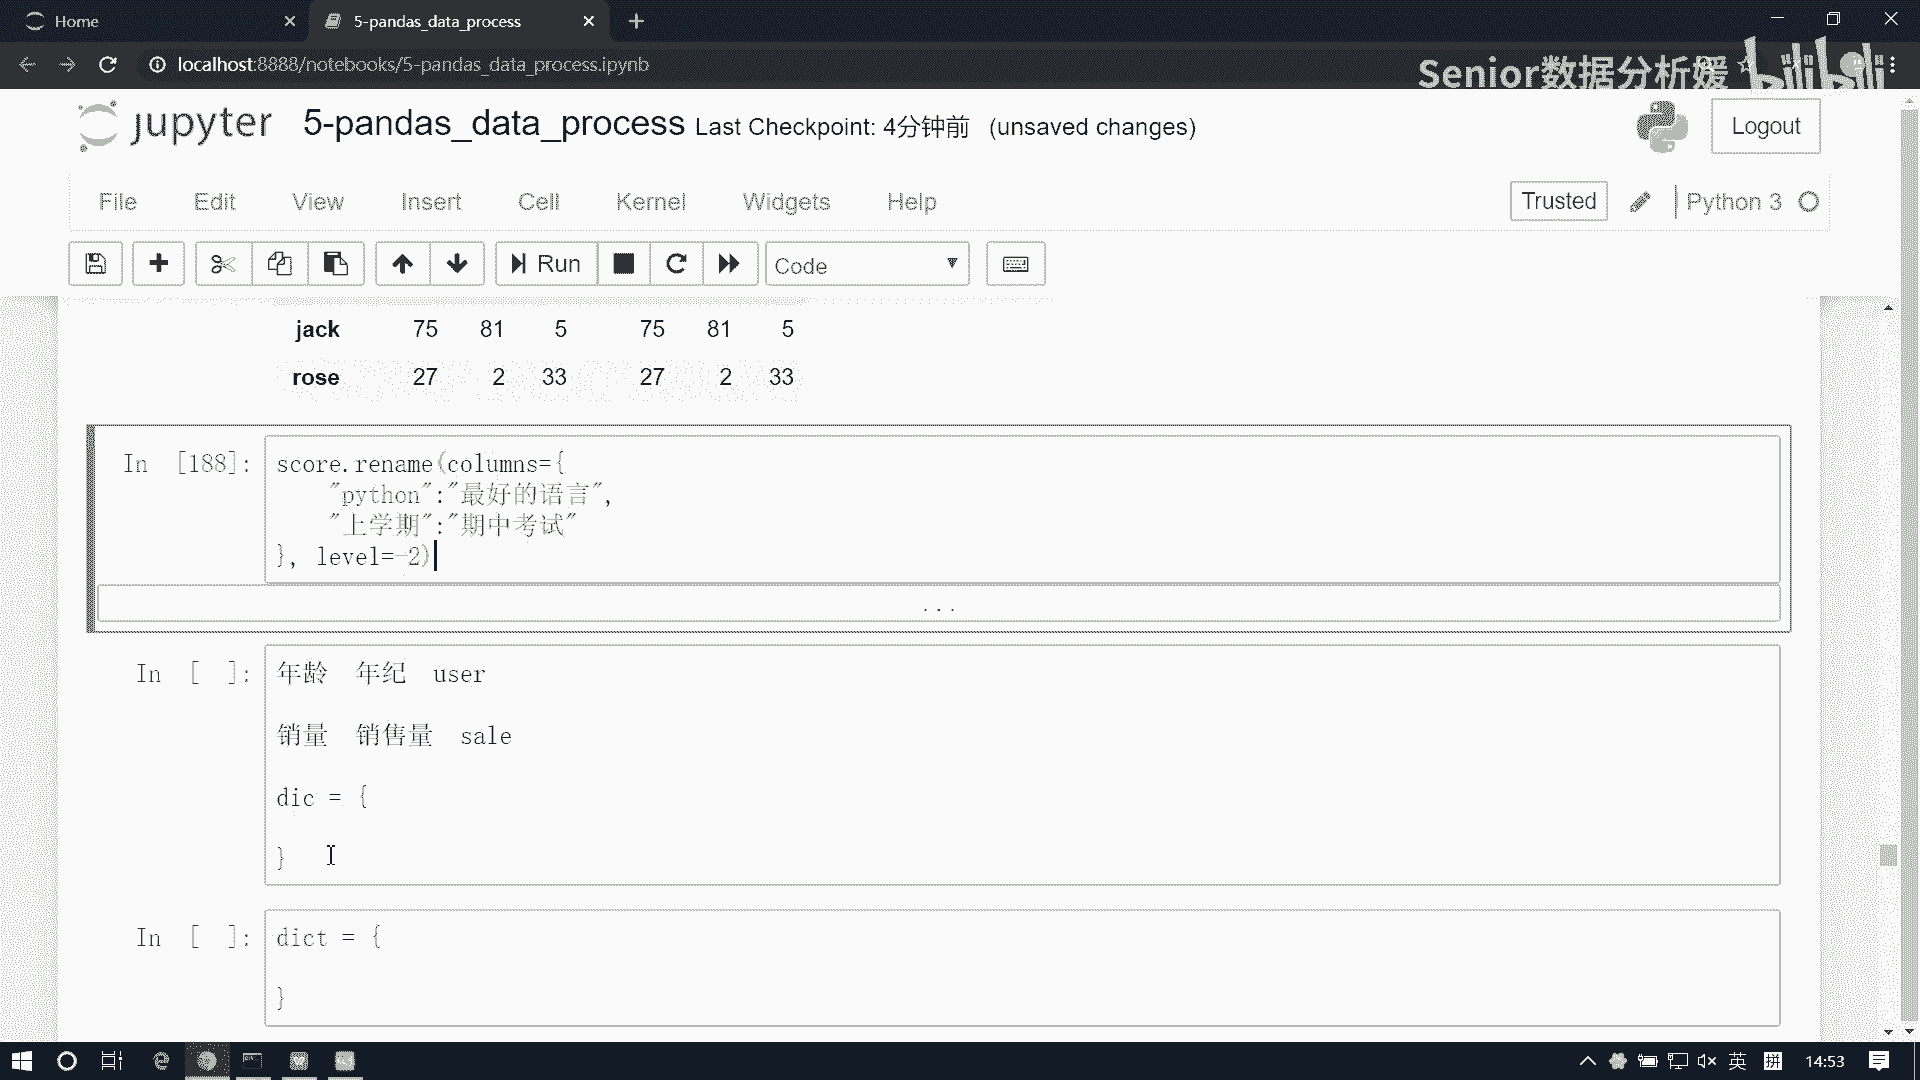 Home
5-pandas_data_process
localhost:8888/notebooks/5-pandas_data_process.ipynb
Senior数据分析媛 bilibili
jupyter 5-pandas_data_process Last Checkpoint: 4分钟前 (unsaved changes)
Logout
File Edit View Insert Cell Kernel Widgets Help
Trusted Python 3
Run Code
jack 75 81 5 75 81 5
rose 27 2 33 27 2 33
In [188]: score.rename(columns={
"python":"最好的语言",
"上学期":"期中考试"
}, level=-2)
...
In [ ]: 年龄 年纪 user
销量 销售量 sale
dic = {
}
In [ ]: dict = {
}
英 拼 14:53